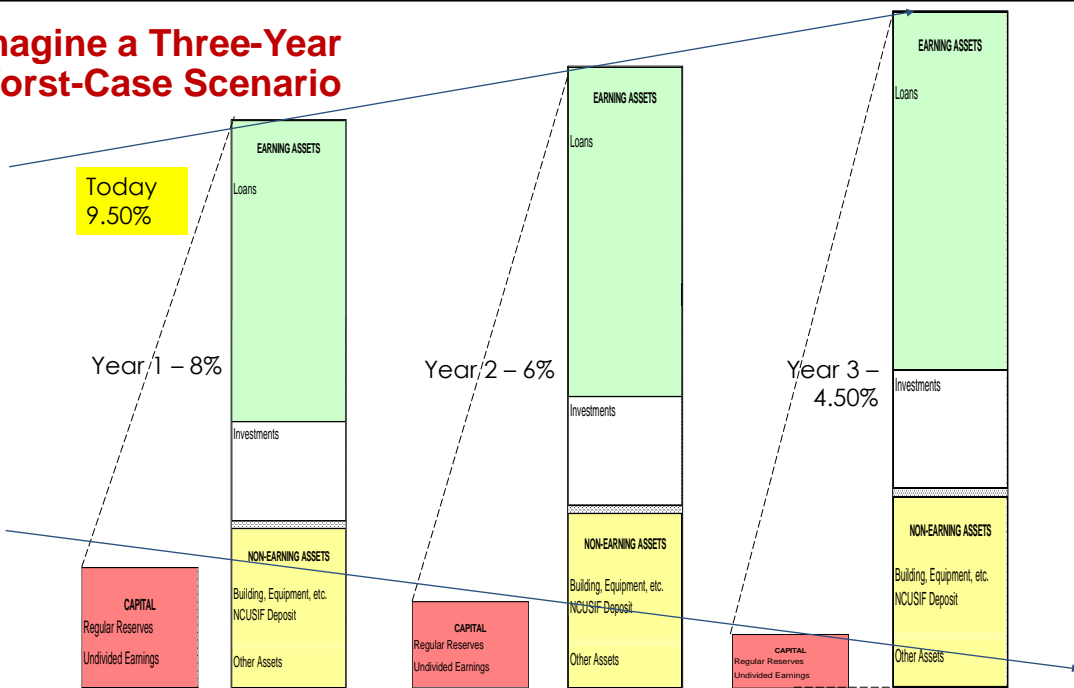 nagine a Three-Year
orst-Case Scenario
Today
9.50%
Year 1 – 8%
CAPITAL
Regular Reserves
Undivided Earnings
EARNING ASSETS
Loans
Investments
NON-EARNING ASSETS
Building, Equipment, etc.
NCUSIF Deposit
Other Assets
Year 2 – 6%
CAPITAL
Regular Reserves
Undivided Earnings
EARNING ASSETS
Loans
Investments
NON-EARNING ASSETS
Building, Equipment, etc.
NCUSIF Deposit
Other Assets
Year 3 –
4.50%
CAPITAL
Regular Reserves
Undivided Earnings
EARNING ASSETS
Loans
Investments
NON-EARNING ASSETS
Building, Equipment, etc.
NCUSIF Deposit
Other Assets